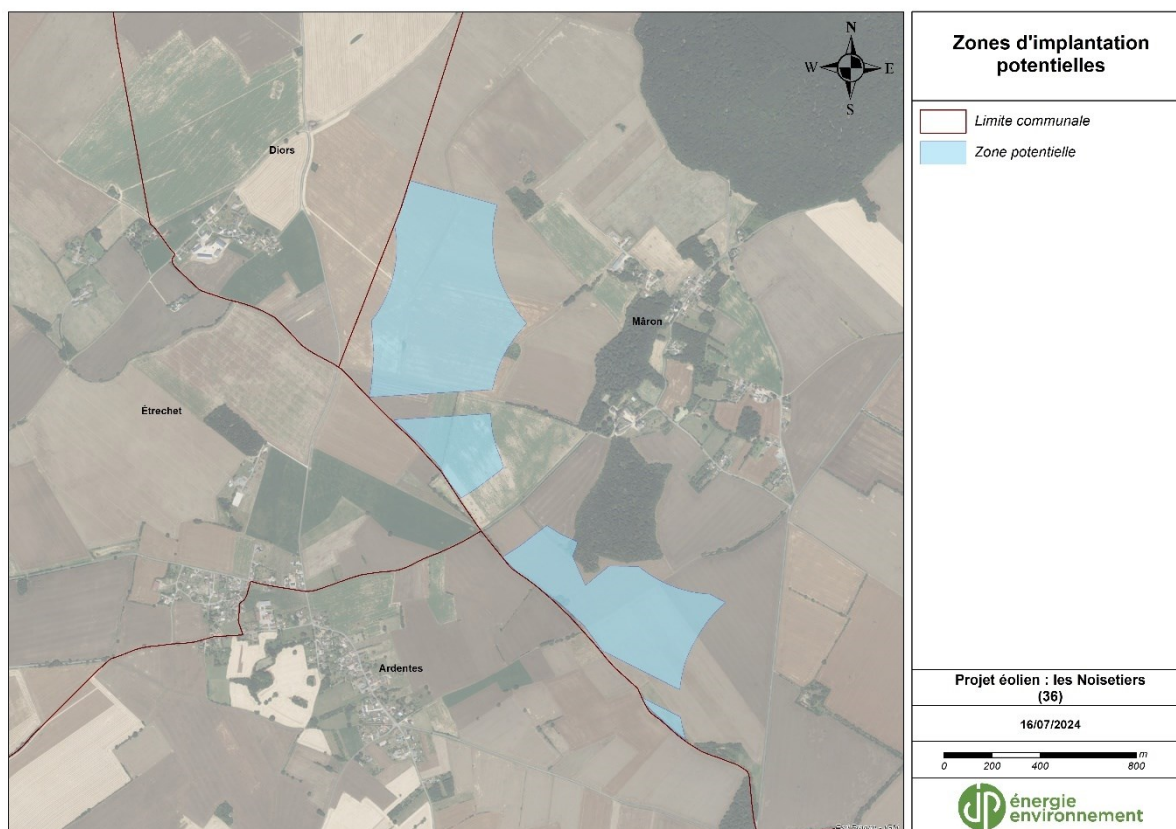 N
W E
S
Diors
Mâron
Étrechet
Ardentes
Zones d'implantation
potentielles
Limite communale
Zone potentielle
Projet éolien : les Noisetiers
(36)
16/07/2024
m
0 200 400 800
JP énergie
environnement